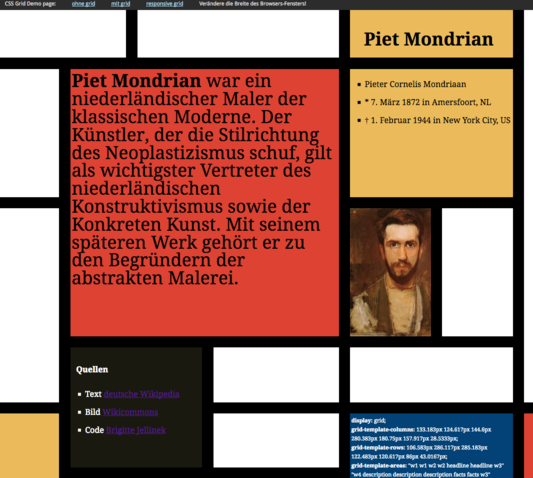 CSS Grid Demo page: ohne grid mit grid responsive grid Verändere die Breite des Browsers-Fensters!
Piet Mondrian
Piet Mondrian war ein
niederländischer Maler der
klassischen Moderne. Der
Künstler, der die Stilrichtung
des Neoplastizismus schuf, gilt
als wichtigster Vertreter des
niederländischen
Konstruktivismus sowie der
Konkreten Kunst. Mit seinem
späteren Werk gehört er zu
den Begründern der
abstrakten Malerei.
Pieter Cornelis Mondriaan
* 7. März 1872 in Amersfoort, NL
† 1. Februar 1944 in New York City, US
Quellen
Text deutsche Wikipedia
Bild Wikicommons
Code Brigitte Jellinek
display: grid;
grid-template-columns: 133.183px 124.617px 144.6px
280.383px 180.75px 157.917px 28.5333px;
grid-template-rows: 106.583px 286.117px 285.183px
122.483px 120.617px 86px 43.0167px;
grid-template-areas: "w1 w1 w2 w2 headline headline w3"
"w4 description description description facts facts w3"